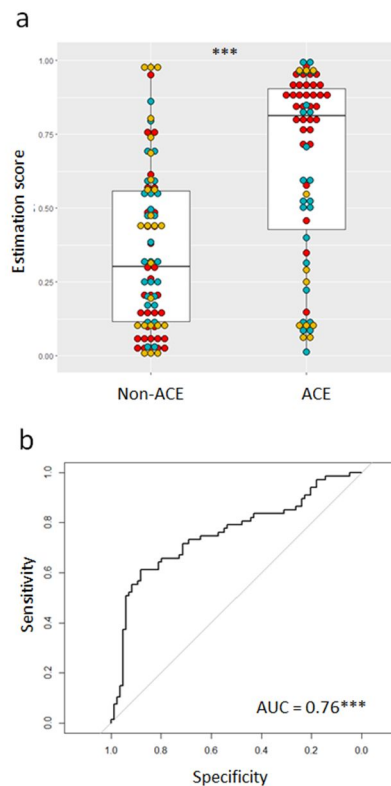 a
***
1.00
0.75
0.50
0.25
0.00
Estimation score
Non-ACE ACE
b
1.0
0.8
0.6
0.4
0.2
0.0
Sensitivity
AUC = 0.76***
1.0 0.8 0.6 0.4 0.2 0.0
Specificity